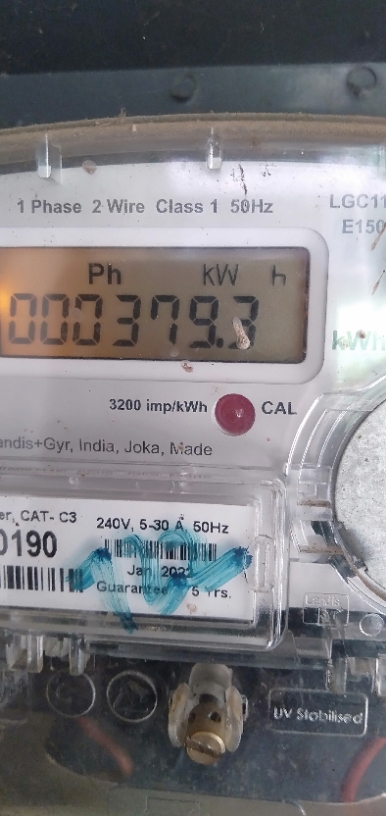 1 Phase 2 Wire Class 1 50Hz
LGC11
E150
Ph kW h
000379.3
kWh
3200 imp/kWh CAL
andis+Gyr, India, Joka, Made
er, CAT- C3
240V, 5-30 A, 50Hz
0190
Jan, 202
Guarantee 5 Yrs.
UV Stabilised